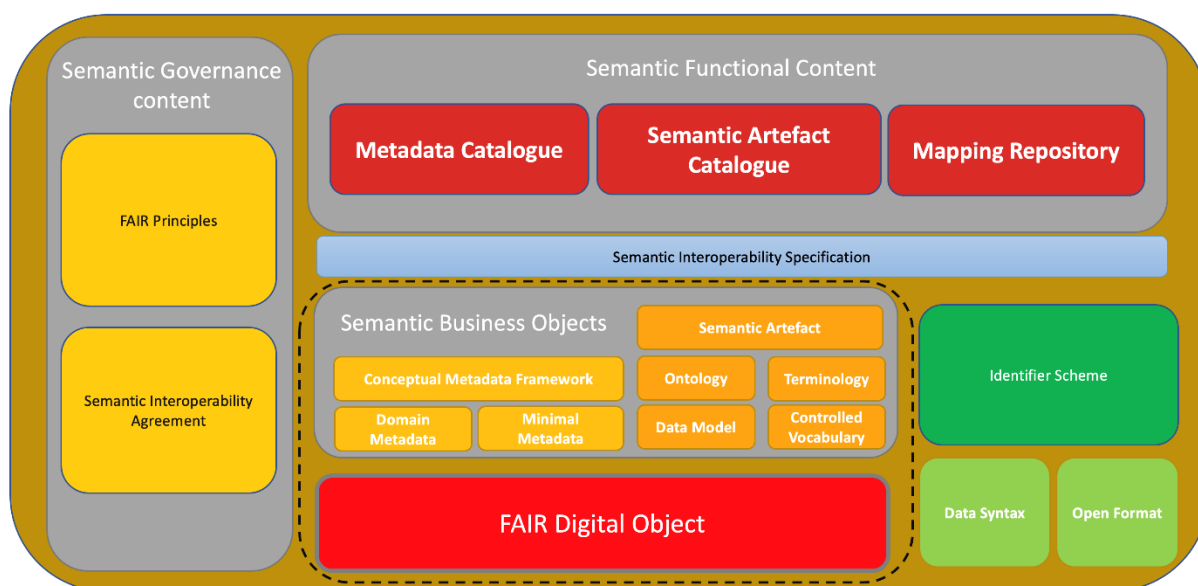 Semantic Governance
content
FAIR Principles
Semantic Interoperability
Agreement
Semantic Functional Content
Metadata Catalogue
Semantic Artefact
Catalogue
Mapping Repository
Semantic Interoperability Specification
Semantic Business Objects
Conceptual Metadata Framework
Domain
Metadata
Minimal
Metadata
Semantic Artefact
Ontology
Terminology
Data Model
Controlled
Vocabulary
FAIR Digital Object
Identifier Scheme
Data Syntax
Open Format